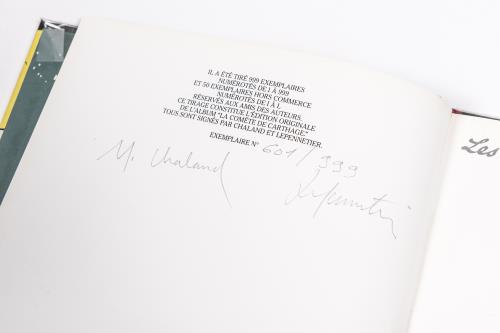 IL A ÉTÉ TIRÉ 999 EXEMPLAIRES
NUMÉROTÉS DE 1 À 999
ET 50 EXEMPLAIRES HORS COMMERCE
NUMÉROTÉS DE I À L
RÉSERVÉS AUX AMIS DES AUTEURS.
CE TIRAGE CONSTITUE L'ÉDITION ORIGINALE
DE L'ALBUM "LA COMÈTE DE CARTHAGE."
TOUS SONT SIGNÉS PAR CHALAND ET LEPENNETIER.
EXEMPLAIRE N° 601/999
Chaland
Les